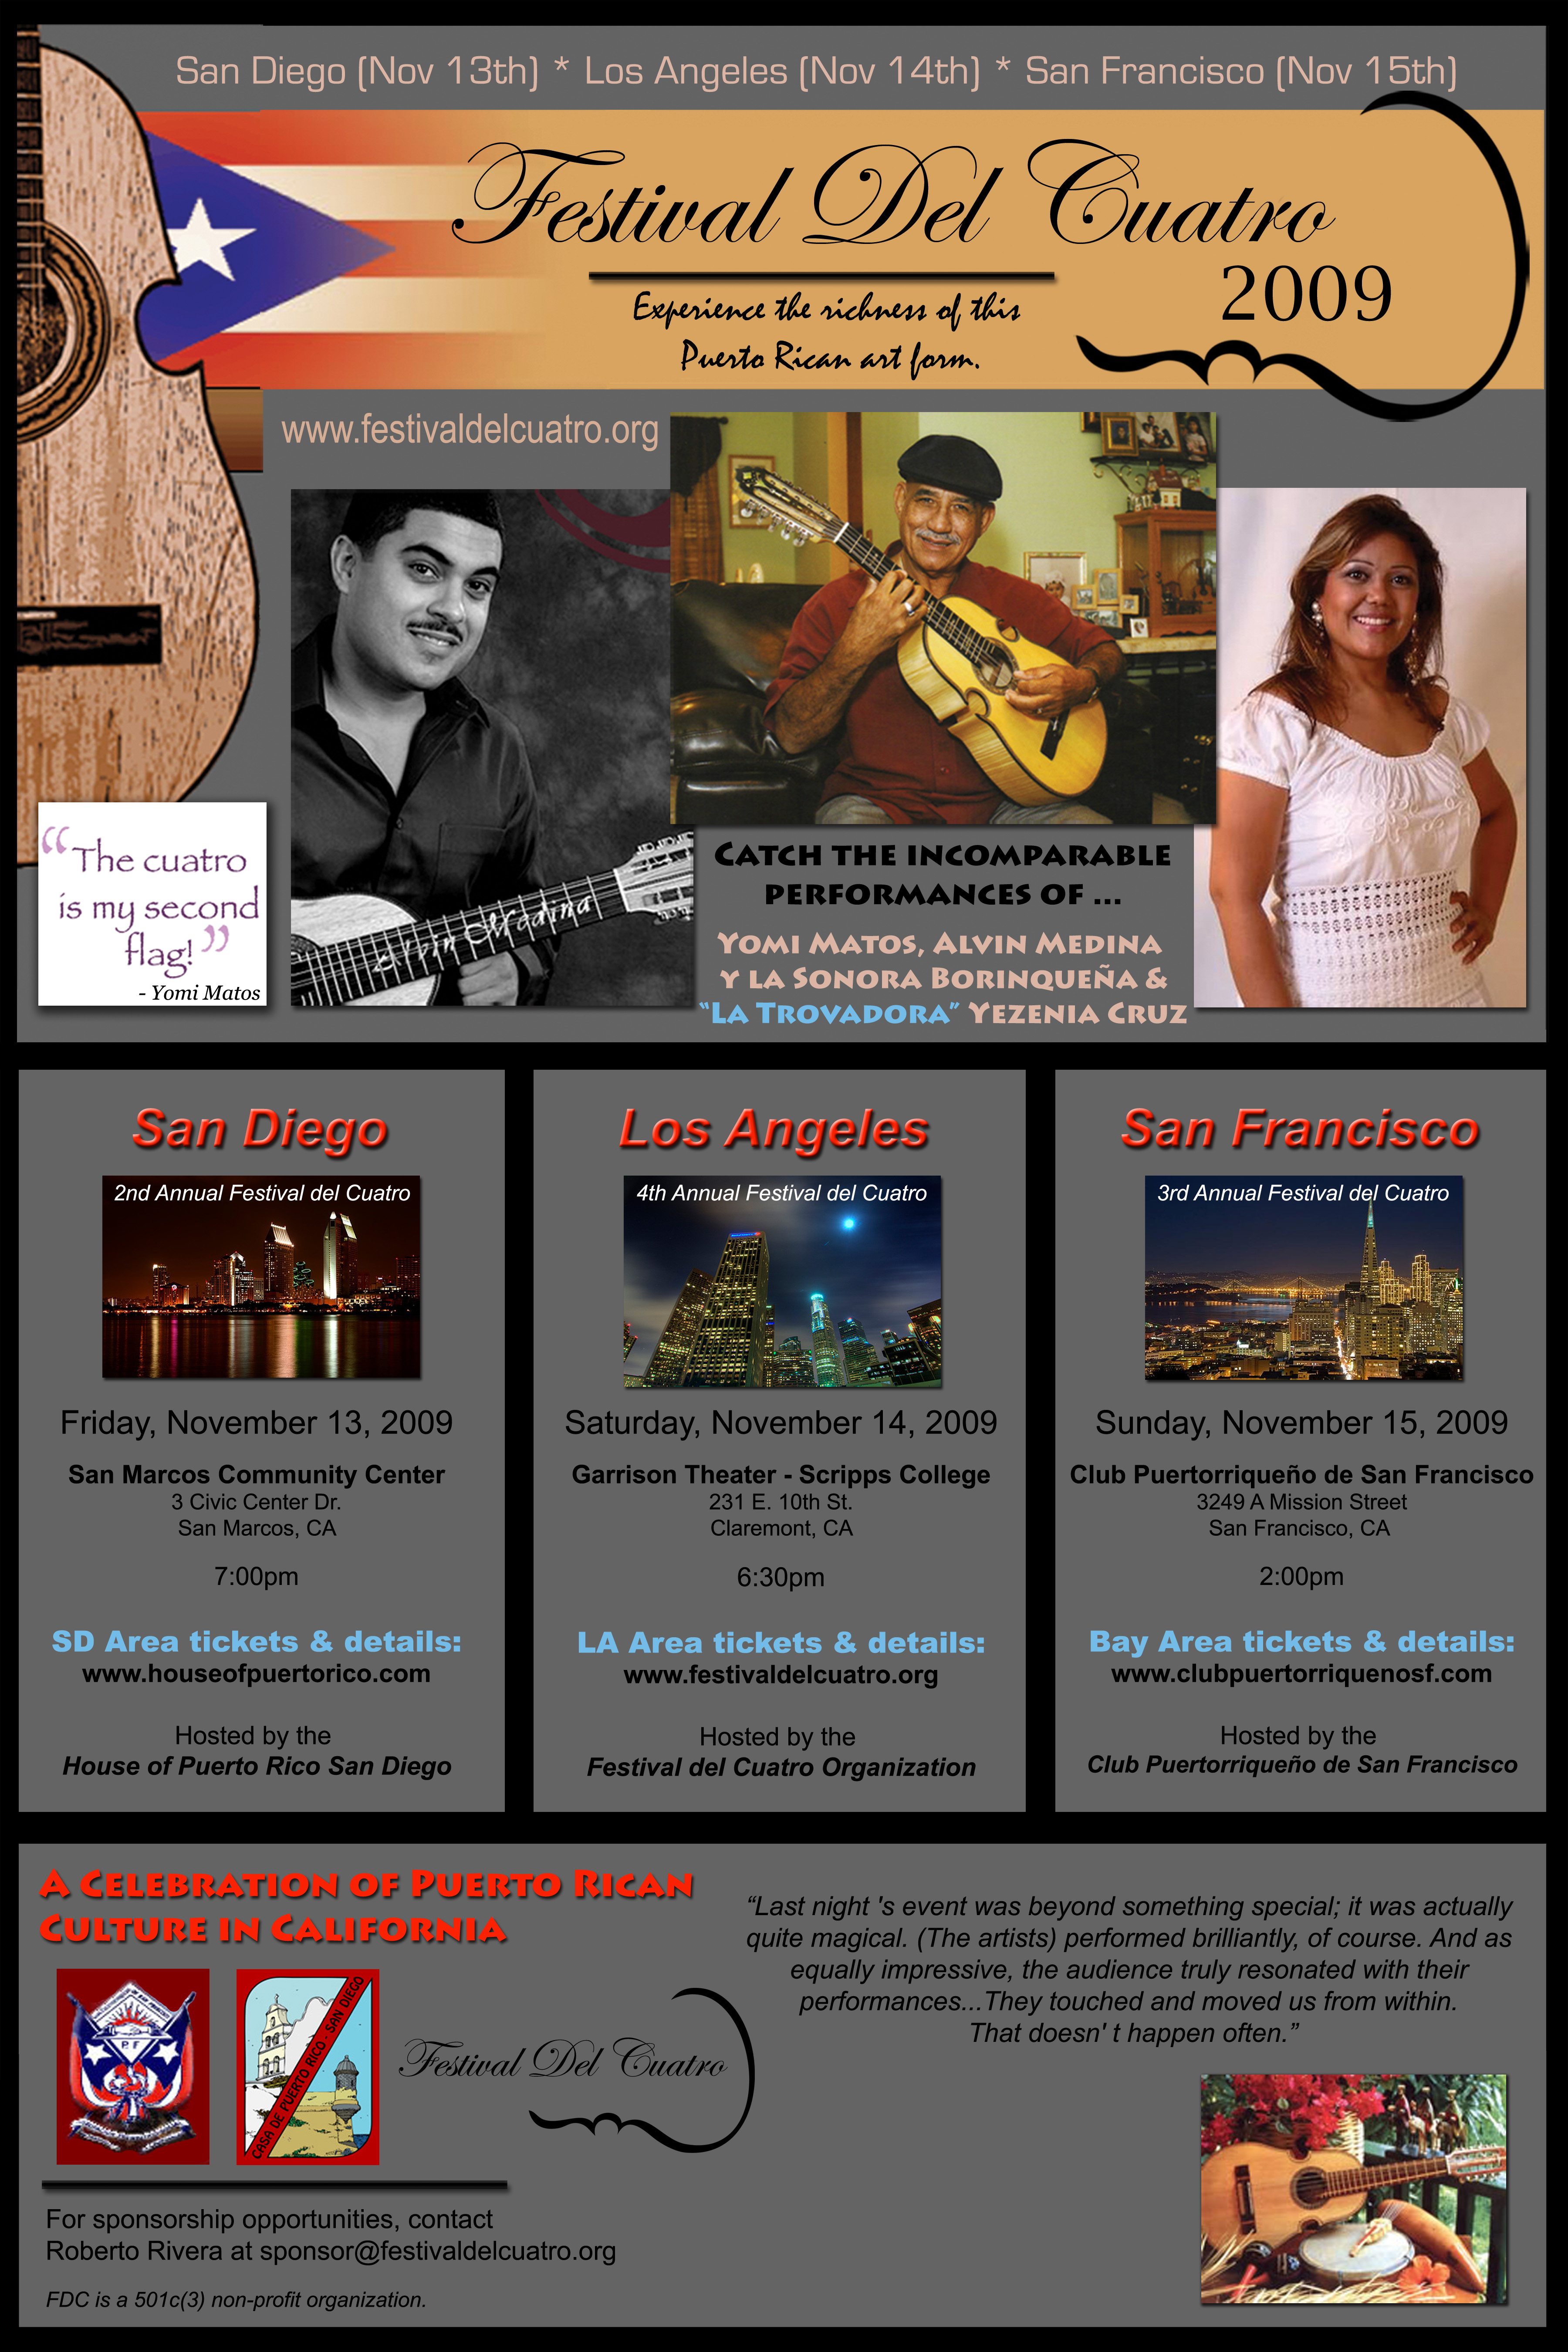 San Diego (Nov 13th) * Los Angeles (Nov 14th) * San Francisco (Nov 15th)
Festival Del Cuatro
2009
Experience the richness of this
Puerto Rican art form.
www.festivaldelcuatro.org
Alvin Medina
“The cuatro
is my second
flag!”
- Yomi Matos
Catch the incomparable
performances of ...
Yomi Matos, Alvin Medina
y la Sonora Borinqueña &
“La Trovadora” Yezenia Cruz
San Diego
2nd Annual Festival del Cuatro
Friday, November 13, 2009
San Marcos Community Center
3 Civic Center Dr.
San Marcos, CA
7:00pm
SD Area tickets & details:
www.houseofpuertorico.com
Hosted by the
House of Puerto Rico San Diego
Los Angeles
4th Annual Festival del Cuatro
Saturday, November 14, 2009
Garrison Theater - Scripps College
231 E. 10th St.
Claremont, CA
6:30pm
LA Area tickets & details:
www.festivaldelcuatro.org
Hosted by the
Festival del Cuatro Organization
San Francisco
3rd Annual Festival del Cuatro
Sunday, November 15, 2009
Club Puertorriqueño de San Francisco
3249 A Mission Street
San Francisco, CA
2:00pm
Bay Area tickets & details:
www.clubpuertorriquenosf.com
Hosted by the
Club Puertorriqueño de San Francisco
A Celebration of Puerto Rican
Culture in California
P. F
CASA DE PUERTO RICO - SAN DIEGO
Festival Del Cuatro
“Last night 's event was beyond something special; it was actually
quite magical. (The artists) performed brilliantly, of course. And as
equally impressive, the audience truly resonated with their
performances...They touched and moved us from within.
That doesn' t happen often.”
For sponsorship opportunities, contact
Roberto Rivera at sponsor@festivaldelcuatro.org
FDC is a 501c(3) non-profit organization.